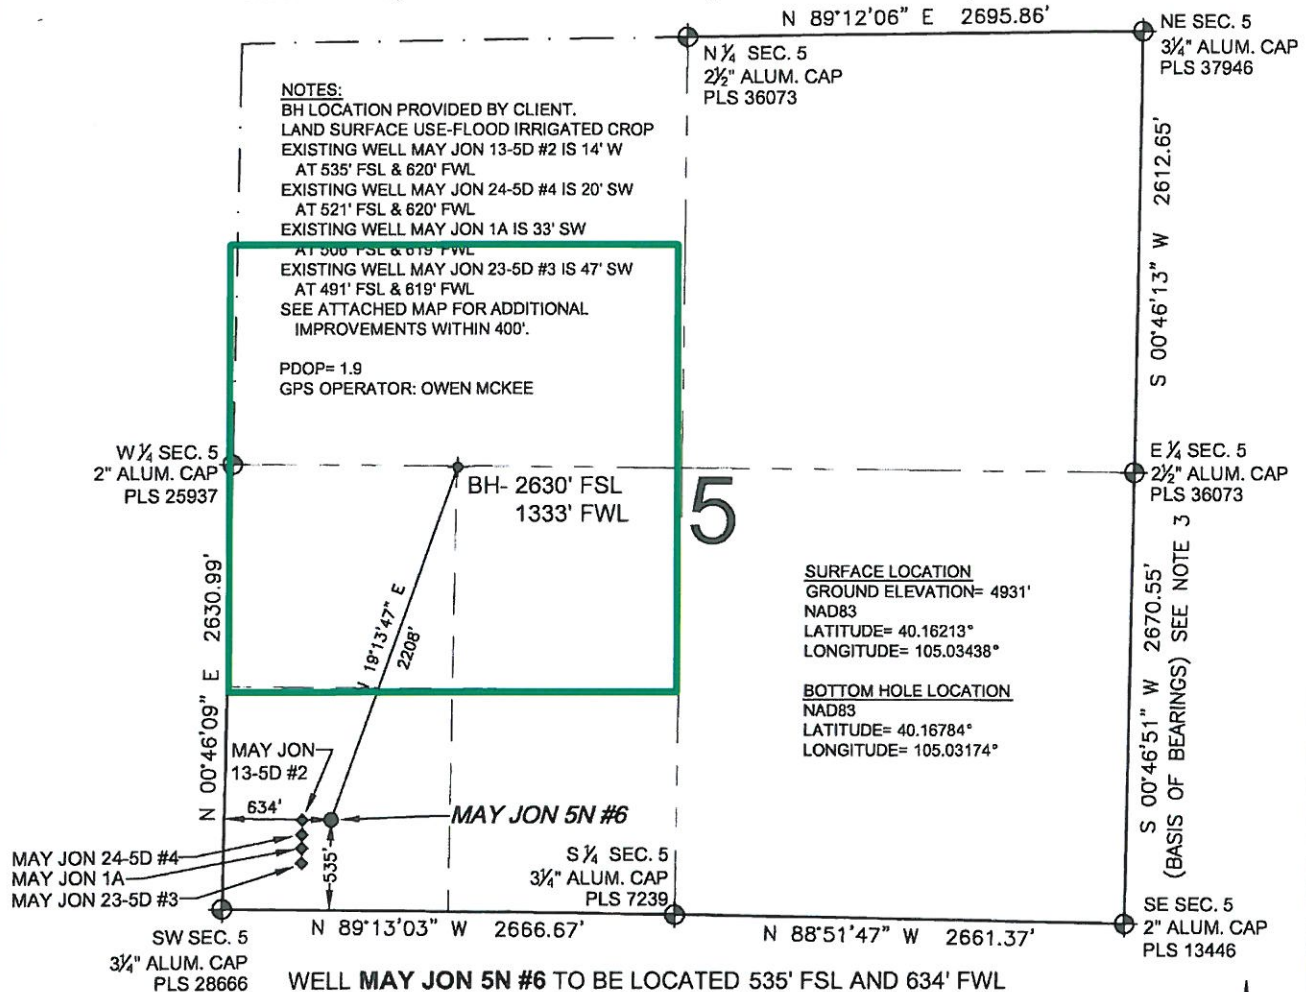 N 89°12'06" E 2695.86'
NE SEC. 5
3¼" ALUM. CAP
PLS 37946
N ¼ SEC. 5
2½" ALUM. CAP
PLS 36073
NOTES:
BH LOCATION PROVIDED BY CLIENT.
LAND SURFACE USE-FLOOD IRRIGATED CROP
EXISTING WELL MAY JON 13-5D #2 IS 14' W
AT 535' FSL & 620' FWL
EXISTING WELL MAY JON 24-5D #4 IS 20' SW
AT 521' FSL & 620' FWL
EXISTING WELL MAY JON 1A IS 33' SW
AT 506' FSL & 619' FWL
EXISTING WELL MAY JON 23-5D #3 IS 47' SW
AT 491' FSL & 619' FWL
SEE ATTACHED MAP FOR ADDITIONAL
IMPROVEMENTS WITHIN 400'.
PDOP= 1.9
GPS OPERATOR: OWEN MCKEE
S 00°46'13" W 2612.65'
W ¼ SEC. 5
2" ALUM. CAP
PLS 25937
BH- 2630' FSL
1333' FWL
5
E ¼ SEC. 5
2½" ALUM. CAP
PLS 36073
N 00°46'09" E 2630.99'
N 19°13'47" E
2208'
SURFACE LOCATION
GROUND ELEVATION= 4931'
NAD83
LATITUDE= 40.16213°
LONGITUDE= 105.03438°
BOTTOM HOLE LOCATION
NAD83
LATITUDE= 40.16784°
LONGITUDE= 105.03174°
S 00°46'51" W 2670.55'
(BASIS OF BEARINGS) SEE NOTE 3
MAY JON
13-5D #2
634'
MAY JON 5N #6
535'
MAY JON 24-5D #4
MAY JON 1A
MAY JON 23-5D #3
S ¼ SEC. 5
3¼" ALUM. CAP
PLS 7239
SW SEC. 5
3¼" ALUM. CAP
PLS 28666
N 89°13'03" W 2666.67'
N 88°51'47" W 2661.37'
SE SEC. 5
2" ALUM. CAP
PLS 13446
WELL MAY JON 5N #6 TO BE LOCATED 535' FSL AND 634' FWL